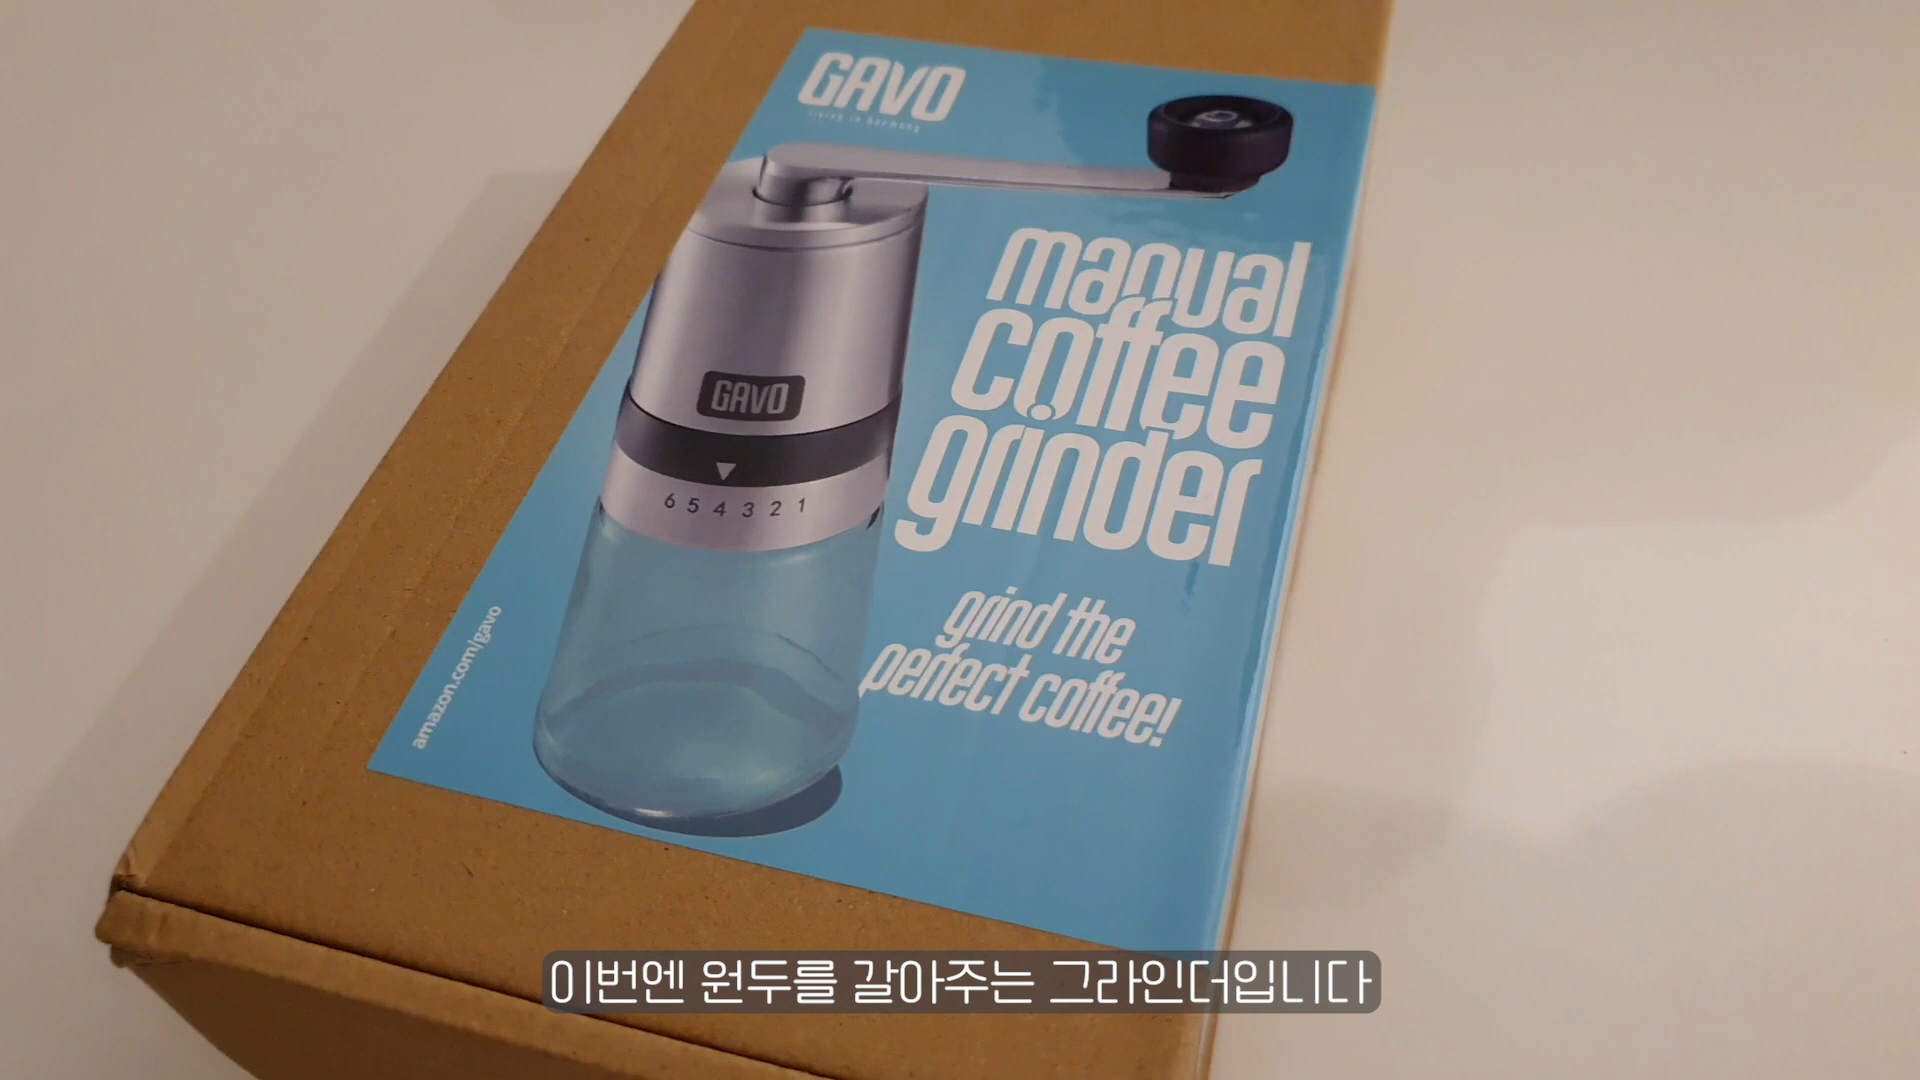 GAVO
living in harmony
manual
coffee
grinder
GAVO
6 5 4 3 2 1
grind the
perfect coffee!
amazon.com/gavo
이번엔 원두를 갈아주는 그라인더입니다